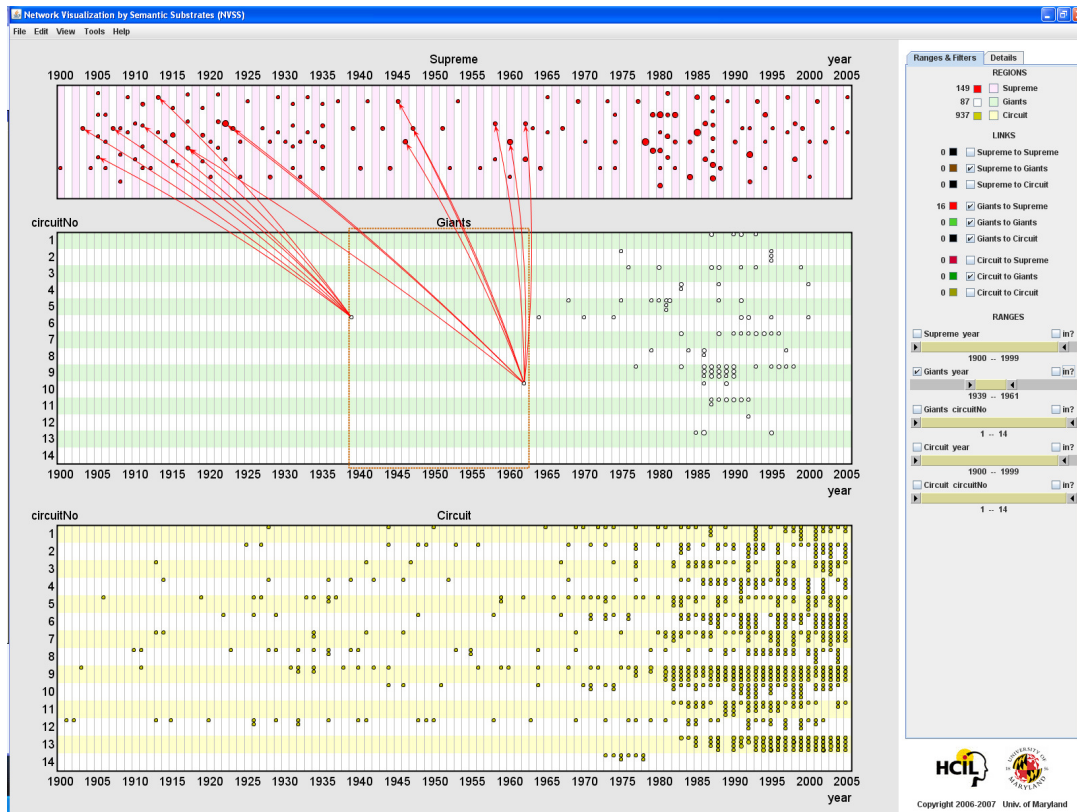 Network Visualization by Semantic Substrates (NVSS)
File Edit View Tools Help
Supreme year
1900 1905 1910 1915 1920 1925 1930 1935 1940 1945 1950 1955 1960 1965 1970 1975 1980 1985 1990 1995 2000 2005
circuitNo Giants
1
2
3
4
5
6
7
8
9
10
11
12
13
14
1900 1905 1910 1915 1920 1925 1930 1935 1940 1945 1950 1955 1960 1965 1970 1975 1980 1985 1990 1995 2000 2005
year
circuitNo Circuit
1
2
3
4
5
6
7
8
9
10
11
12
13
14
1900 1905 1910 1915 1920 1925 1930 1935 1940 1945 1950 1955 1960 1965 1970 1975 1980 1985 1990 1995 2000 2005
year
Ranges & Filters Details
REGIONS
149 Supreme
87 Giants
937 Circuit
LINKS
0 Supreme to Supreme
0 Supreme to Giants
0 Supreme to Circuit
16 Giants to Supreme
0 Giants to Giants
0 Giants to Circuit
0 Circuit to Supreme
0 Circuit to Giants
0 Circuit to Circuit
RANGES
Supreme year in?
1900 -- 1999
Giants year in?
1939 -- 1961
Giants circuitNo in?
1 -- 14
Circuit year in?
1900 -- 1999
Circuit circuitNo in?
1 -- 14
HCIL
UNIVERSITY OF
MARYLAND
Copyright 2006-2007 Univ. of Maryland